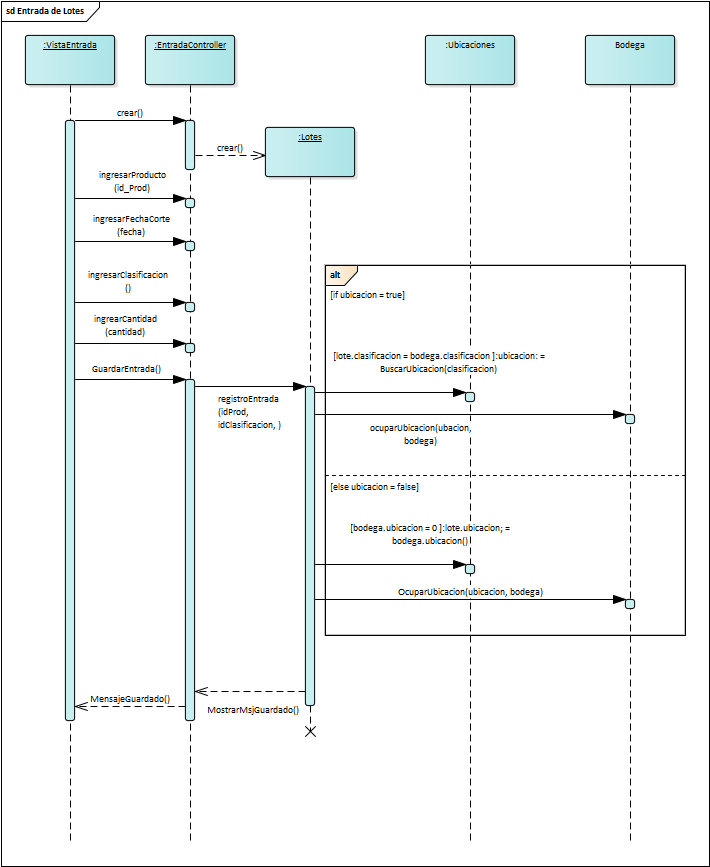 sd Entrada de Lotes
:VistaEntrada
:EntradaController
:Ubicaciones
Bodega
crear()
:Lotes
crear()
ingresarProducto
(id_Prod)
ingresarFechaCorte
(fecha)
ingresarClasificacion
()
alt
[if ubicacion = true]
ingrearCantidad
(cantidad)
[lote.clasificacion = bodega.clasificacion ]:ubicacion: =
BuscarUbicacion(clasificacion)
GuardarEntrada()
registroEntrada
(idProd,
idClasificacion, )
ocuparUbicacion(ubacion,
bodega)
[else ubicacion = false]
[bodega.ubicacion = 0 ]:lote.ubicacion; =
bodega.ubicacion()
OcuparUbicacion(ubicacion, bodega)
MensajeGuardado()
MostrarMsjGuardado()